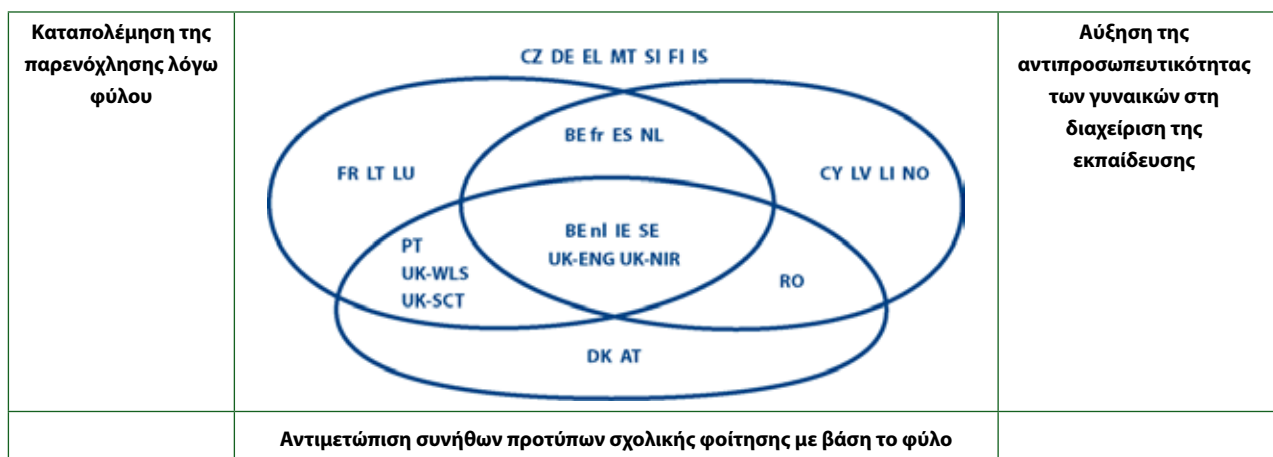 Καταπολέμηση της
παρενόχλησης λόγω
φύλου
CZ DE EL MT SI FI IS
BE fr ES NL
FR LT LU
CY LV LI NO
BE nl IE SE
UK-ENG UK-NIR
PT
UK-WLS
UK-SCT
RO
DK AT
Αύξηση της
αντιπροσωπευτικότητας
των γυναικών στη
διαχείριση της
εκπαίδευσης
Αντιμετώπιση συνήθων προτύπων σχολικής φοίτησης με βάση το φύλο